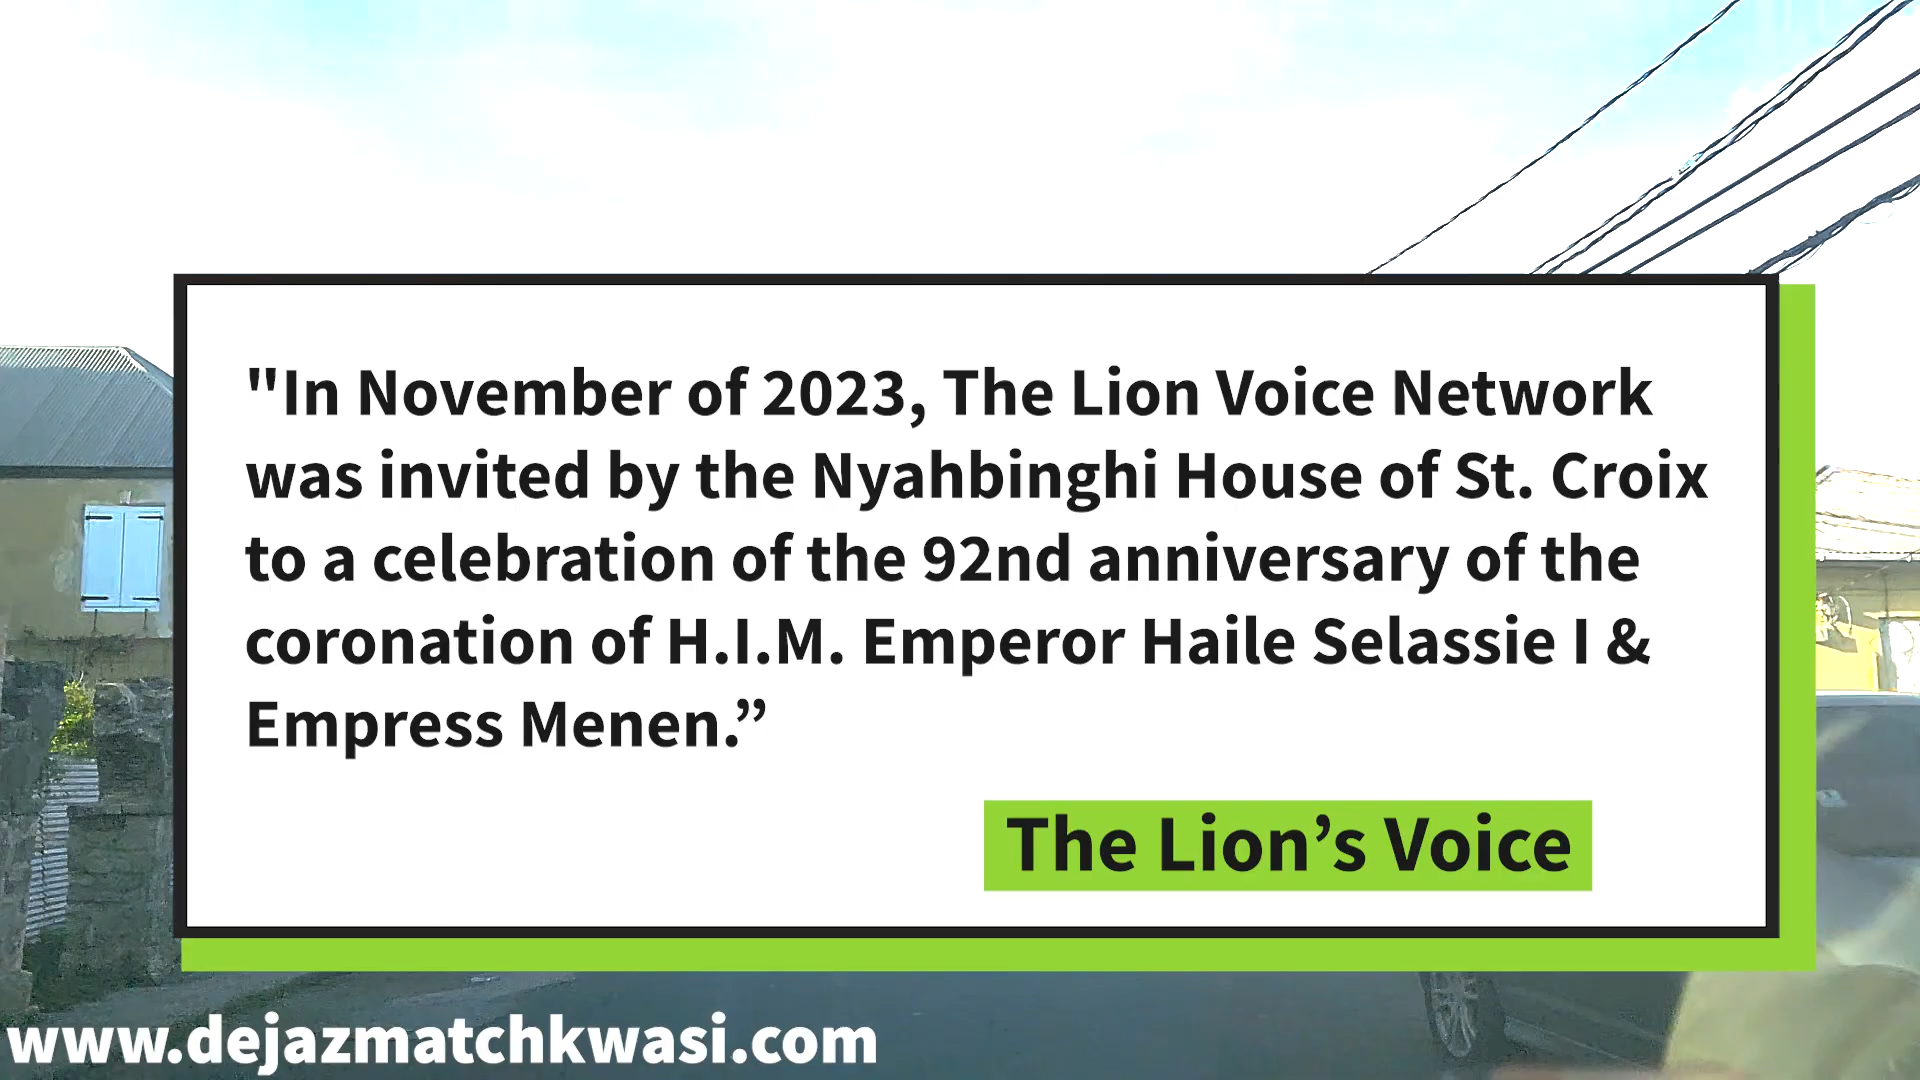 "In November of 2023, The Lion Voice Network
was invited by the Nyahbinghi House of St. Croix
to a celebration of the 92nd anniversary of the
coronation of H.I.M. Emperor Haile Selassie I &
Empress Menen.”
The Lion’s Voice
www.dejazmatchkwasi.com